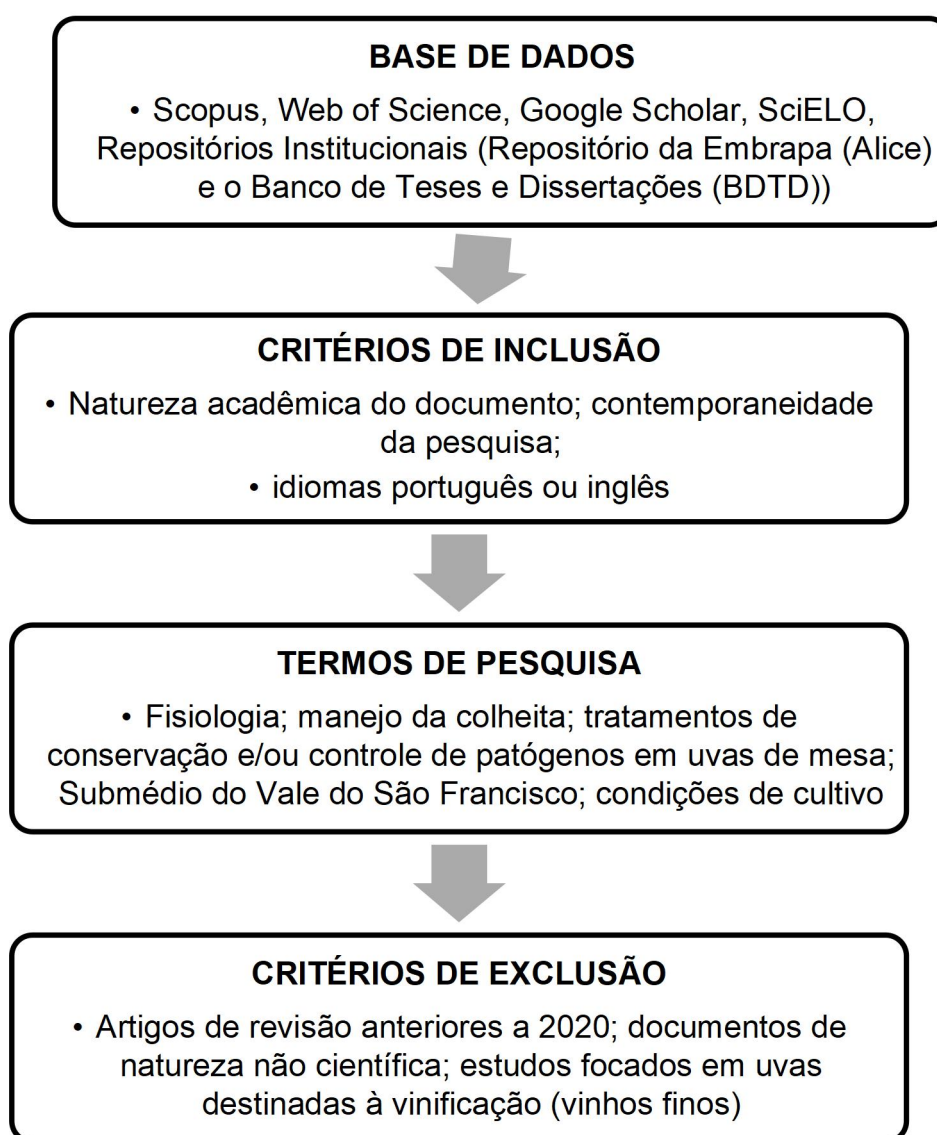 BASE DE DADOS
• Scopus, Web of Science, Google Scholar, SciELO,
Repositórios Institucionais (Repositório da Embrapa (Alice)
e o Banco de Teses e Dissertações (BDTD))
CRITÉRIOS DE INCLUSÃO
• Natureza acadêmica do documento; contemporaneidade
da pesquisa;
• idiomas português ou inglês
TERMOS DE PESQUISA
• Fisiologia; manejo da colheita; tratamentos de
conservação e/ou controle de patógenos em uvas de mesa;
Submédio do Vale do São Francisco; condições de cultivo
CRITÉRIOS DE EXCLUSÃO
• Artigos de revisão anteriores a 2020; documentos de
natureza não científica; estudos focados em uvas
destinadas à vinificação (vinhos finos)